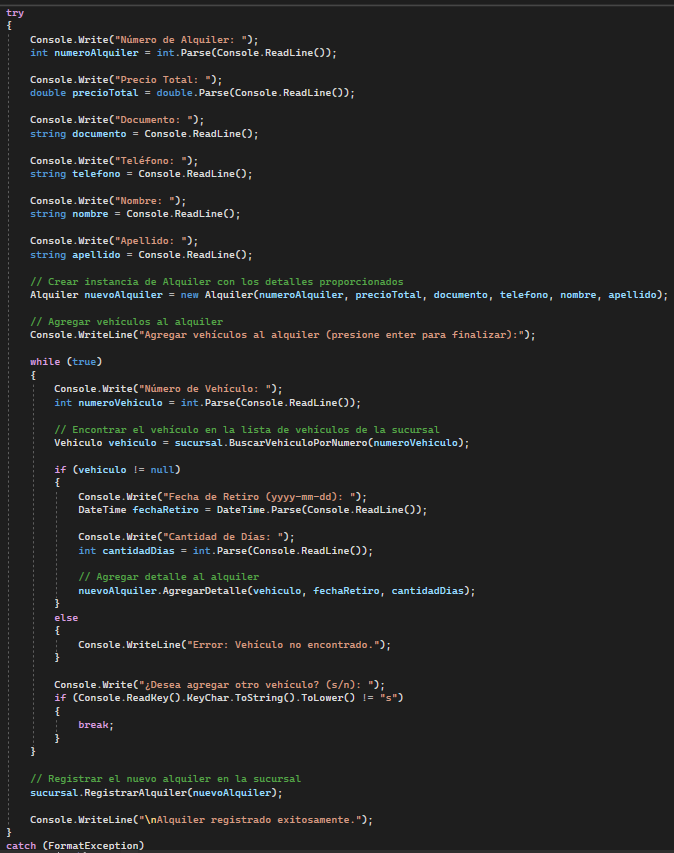 try
{
Console.Write("Número de Alquiler: ");
int numeroAlquiler = int.Parse(Console.ReadLine());
Console.Write("Precio Total: ");
double precioTotal = double.Parse(Console.ReadLine());
Console.Write("Documento: ");
string documento = Console.ReadLine();
Console.Write("Teléfono: ");
string telefono = Console.ReadLine();
Console.Write("Nombre: ");
string nombre = Console.ReadLine();
Console.Write("Apellido: ");
string apellido = Console.ReadLine();
// Crear instancia de Alquiler con los detalles proporcionados
Alquiler nuevoAlquiler = new Alquiler(numeroAlquiler, precioTotal, documento, telefono, nombre, apellido);
// Agregar vehículos al alquiler
Console.WriteLine("Agregar vehículos al alquiler (presione enter para finalizar):");
while (true)
{
Console.Write("Número de Vehículo: ");
int numeroVehiculo = int.Parse(Console.ReadLine());
// Encontrar el vehículo en la lista de vehículos de la sucursal
Vehiculo vehiculo = sucursal.BuscarVehiculoPorNumero(numeroVehiculo);
if (vehiculo != null)
{
Console.Write("Fecha de Retiro (yyyy-mm-dd): ");
DateTime fechaRetiro = DateTime.Parse(Console.ReadLine());
Console.Write("Cantidad de Días: ");
int cantidadDias = int.Parse(Console.ReadLine());
// Agregar detalle al alquiler
nuevoAlquiler.AgregarDetalle(vehiculo, fechaRetiro, cantidadDias);
}
else
{
Console.WriteLine("Error: Vehículo no encontrado.");
}
Console.Write("¿Desea agregar otro vehículo? (s/n): ");
if (Console.ReadKey().KeyChar.ToString().ToLower() != "s")
{
break;
}
}
// Registrar el nuevo alquiler en la sucursal
sucursal.RegistrarAlquiler(nuevoAlquiler);
Console.WriteLine("\nAlquiler registrado exitosamente.");
}
catch (FormatException)